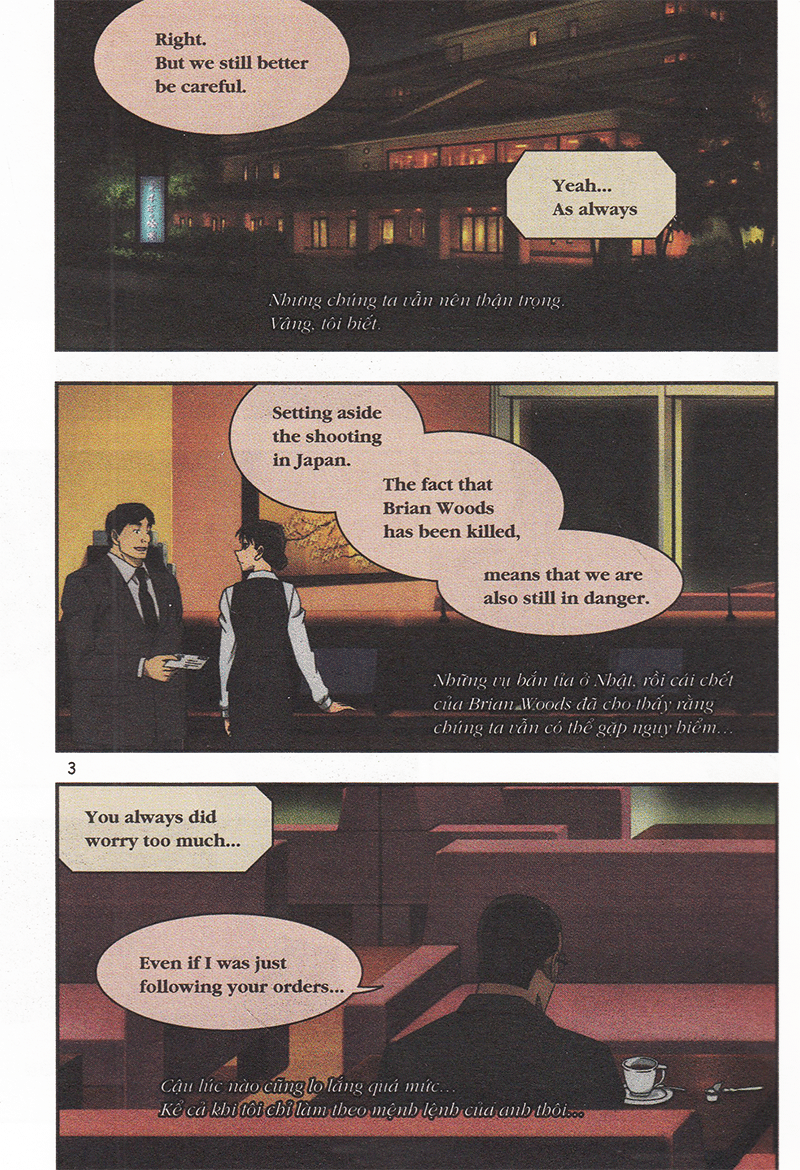 Right.
But we still better
be careful.
Yeah...
As always
Nhưng chúng ta vẫn nên thận trọng.
Vâng, tôi biết.
Setting aside
the shooting
in Japan.
The fact that
Brian Woods
has been killed,
means that we are
also still in danger.
Những vụ bắn tỉa ở Nhật, rồi cái chết
của Brian Woods đã cho thấy rằng
chúng ta vẫn có thể gặp nguy hiểm...
3
You always did
worry too much...
Even if I was just
following your orders...
Cậu lúc nào cũng lo lắng quá mức...
Kể cả khi tôi chỉ làm theo mệnh lệnh của anh thôi...